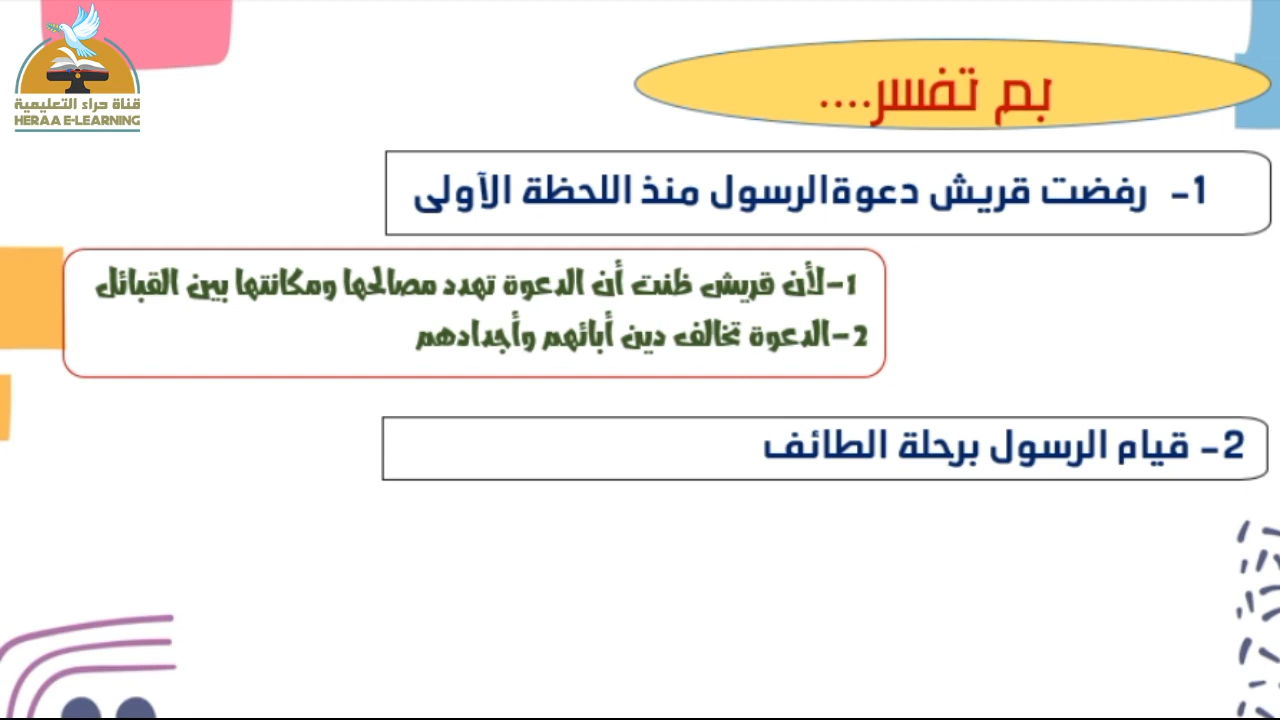 قناة حراء التعليمية
HERAA E-LEARNING
بم تفسر....
1- رفضت قريش دعوةالرسول منذ اللحظة الآولى
1-لأن قريش ظنت أن الدعوة تهدد مصالحها ومكانتها بين القبائل
2-الدعوة تخالف دين أبائهم وأجدادهم
2- قيام الرسول برحلة الطائف